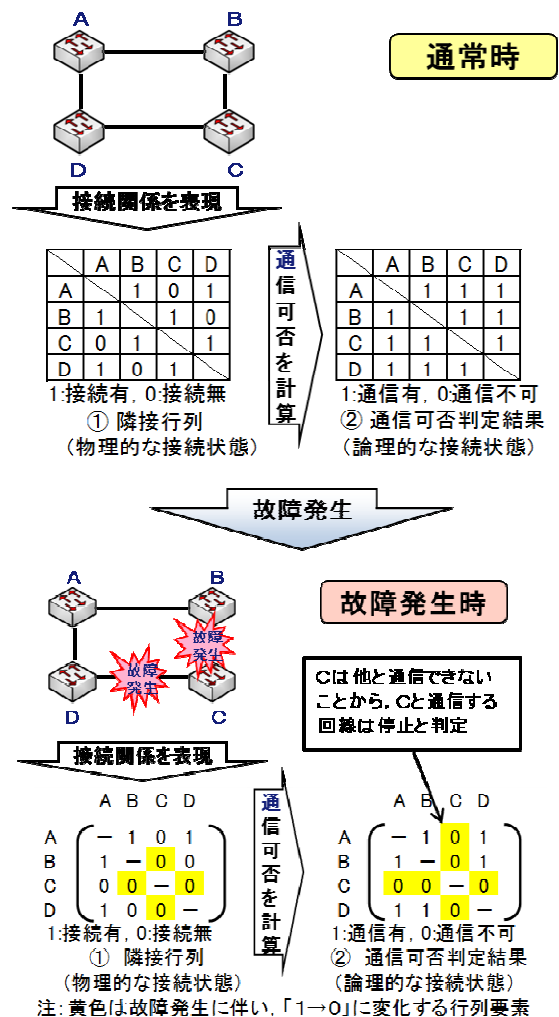 A B
通常時
D C
接続関係を表現
A B C D
A 1 0 1
B 1 1 0
C 0 1 1
D 1 0 1
1:接続有, 0:接続無
① 隣接行列
(物理的な接続状態)
通信可否を計算
A B C D
A 1 1 1
B 1 1 1
C 1 1 1
D 1 1 1
1:通信有, 0:通信不可
② 通信可否判定結果
(論理的な接続状態)
故障発生
A B
故障発生時
故障
発生
故障
発生
D C
Cは他と通信できない
ことから, Cと通信する
回線は停止と判定
接続関係を表現
A B C D
A － 1 0 1
B 1 － 0 0
C 0 0 － 0
D 1 0 0 －
1:接続有, 0:接続無
① 隣接行列
(物理的な接続状態)
通信可否を計算
A B C D
A － 1 0 1
B 1 － 0 1
C 0 0 － 0
D 1 1 0 －
1:通信有, 0:通信不可
② 通信可否判定結果
(論理的な接続状態)
注: 黄色は故障発生に伴い, 「1→0」に変化する行列要素